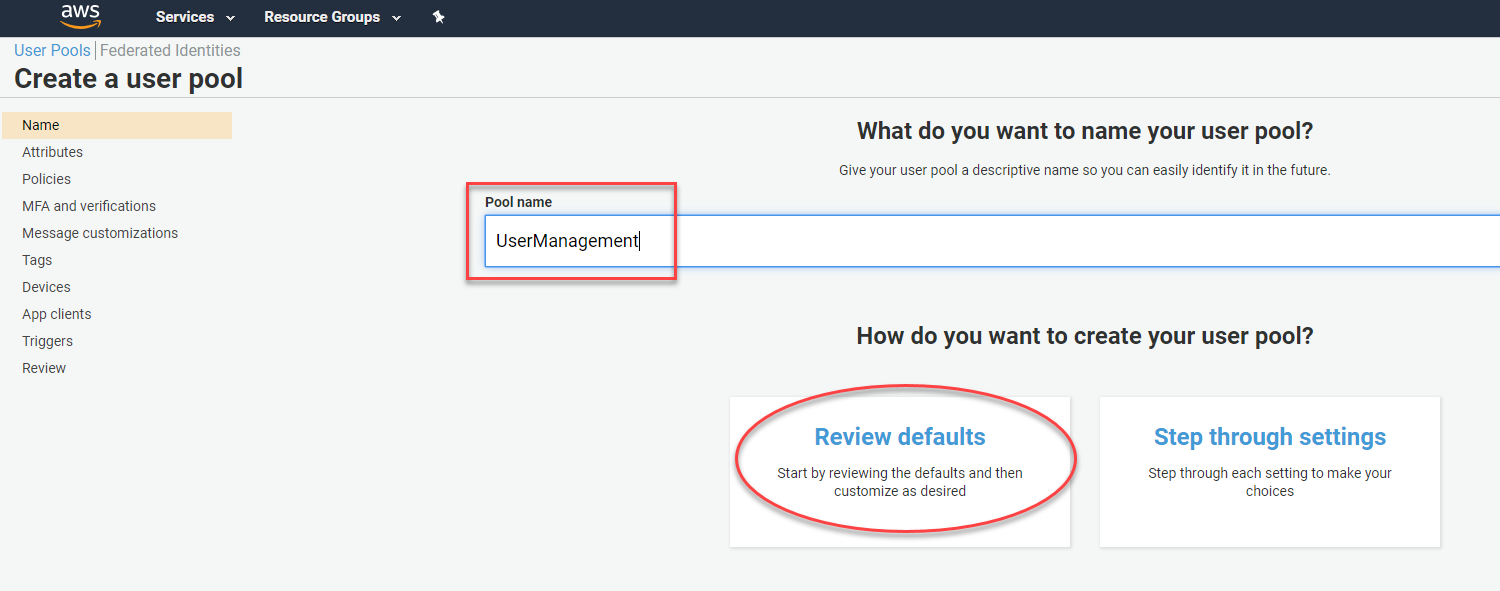 aws Services Resource Groups
User Pools Federated Identities
Create a user pool
Name
Attributes
Policies
MFA and verifications
Message customizations
Tags
Devices
App clients
Triggers
Review
What do you want to name your user pool?
Give your user pool a descriptive name so you can easily identify it in the future.
Pool name
UserManagement
How do you want to create your user pool?
Review defaults
Start by reviewing the defaults and then
customize as desired
Step through settings
Step through each setting to make your
choices